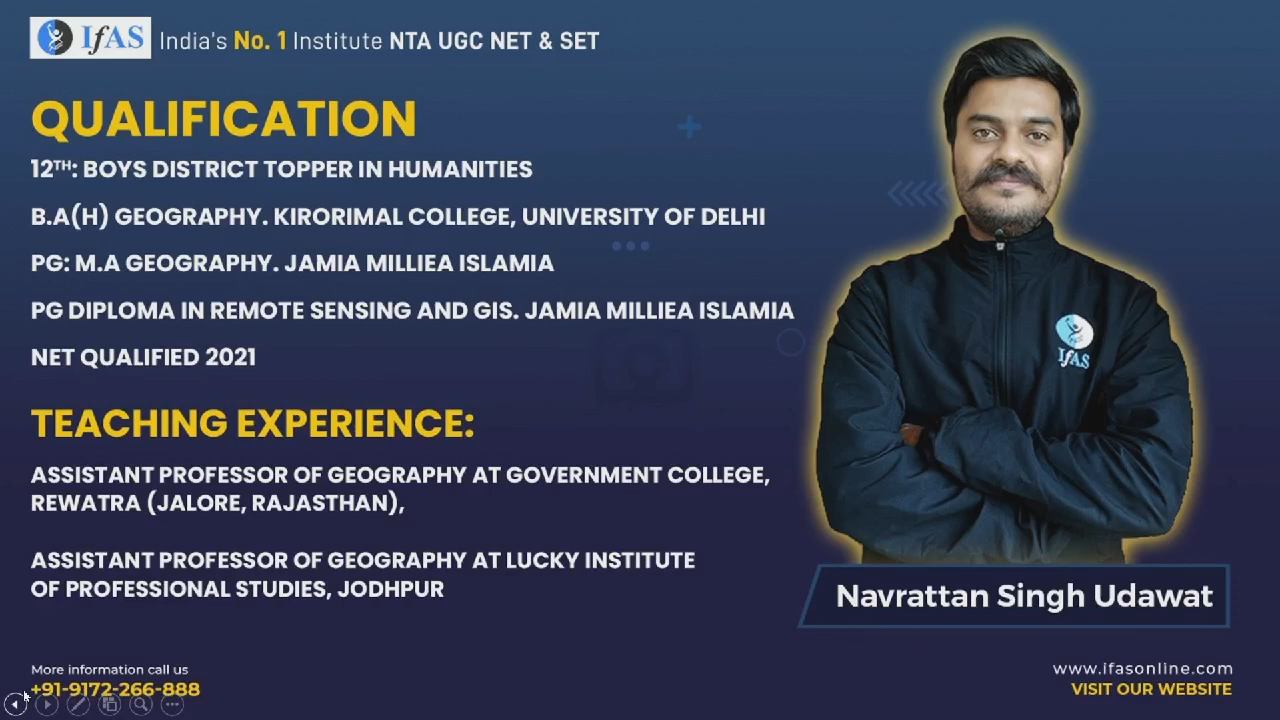 IfAS India's No. 1 Institute NTA UGC NET & SET
QUALIFICATION
12TH: BOYS DISTRICT TOPPER IN HUMANITIES
B.A(H) GEOGRAPHY. KIRORIMAL COLLEGE, UNIVERSITY OF DELHI
PG: M.A GEOGRAPHY. JAMIA MILLIEA ISLAMIA
PG DIPLOMA IN REMOTE SENSING AND GIS. JAMIA MILLIEA ISLAMIA
NET QUALIFIED 2021
TEACHING EXPERIENCE:
ASSISTANT PROFESSOR OF GEOGRAPHY AT GOVERNMENT COLLEGE,
REWATRA (JALORE, RAJASTHAN),
ASSISTANT PROFESSOR OF GEOGRAPHY AT LUCKY INSTITUTE
OF PROFESSIONAL STUDIES, JODHPUR
IfAS
Navrattan Singh Udawat
More information call us
+91-9172-266-888
www.ifasonline.com
VISIT OUR WEBSITE